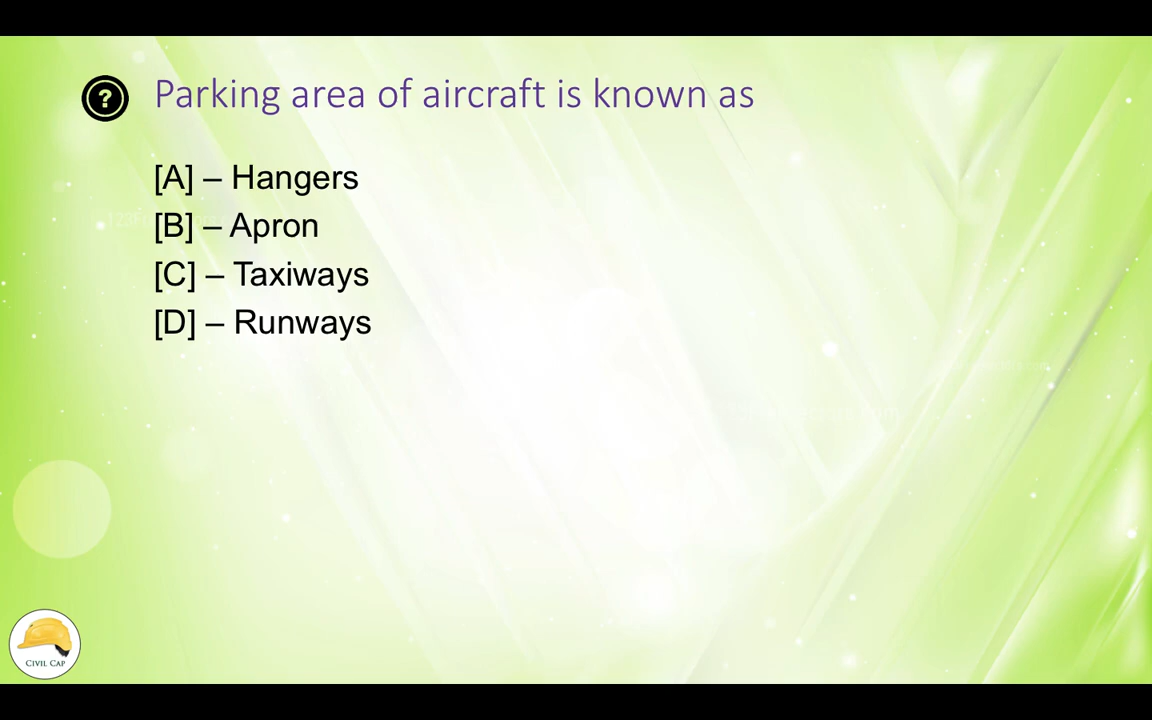 ?
Parking area of aircraft is known as
[A] – Hangers
[B] – Apron
[C] – Taxiways
[D] – Runways
CIVIL CAP